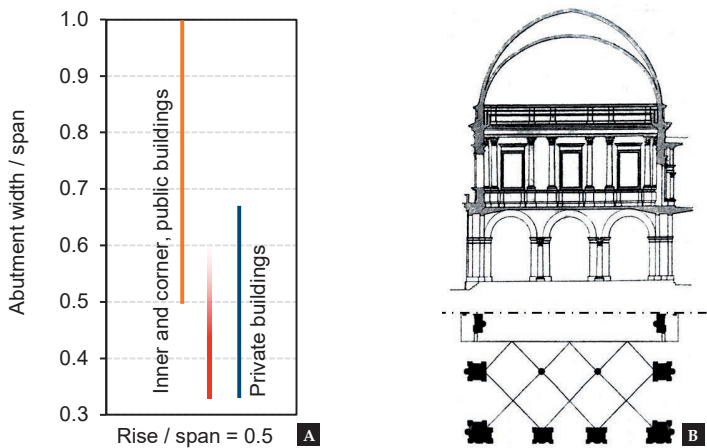 Abutment width / span
1.0
0.9
0.8
0.7
0.6
0.5
0.4
0.3
Inner and corner, public buildings
Private buildings
Rise / span = 0.5
A
B